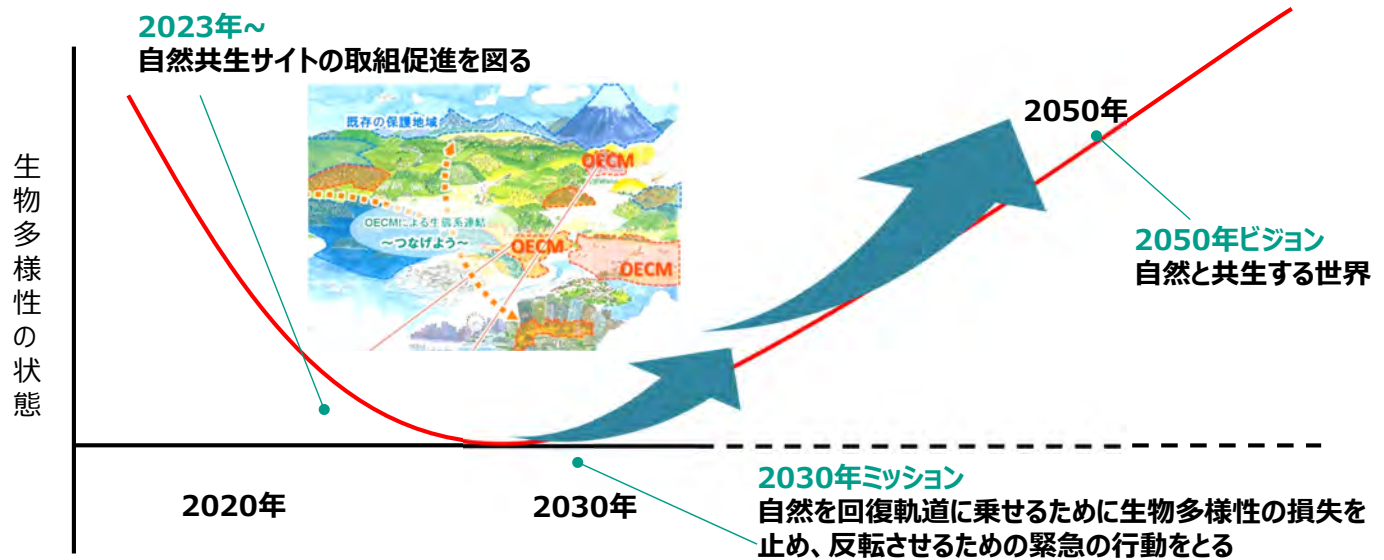 2023年~
自然共生サイトの取組促進を図る
生物多様性の状態
既存の保護地域
OECM
OECMによる生態系連結
~つなげよう~
OECM
OECM
2050年
2050年ビジョン
自然と共生する世界
2020年
2030年
2030年ミッション
自然を回復軌道に乗せるために生物多様性の損失を
止め、反転させるための緊急の行動をとる